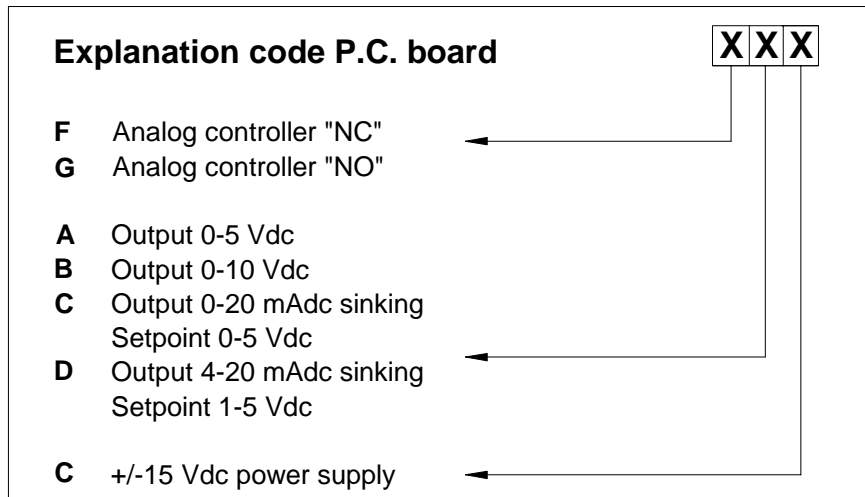 Explanation code P.C. board X X X
F Analog controller "NC"
G Analog controller "NO"
A Output 0-5 Vdc
B Output 0-10 Vdc
C Output 0-20 mAdc sinking
Setpoint 0-5 Vdc
D Output 4-20 mAdc sinking
Setpoint 1-5 Vdc
C +/-15 Vdc power supply